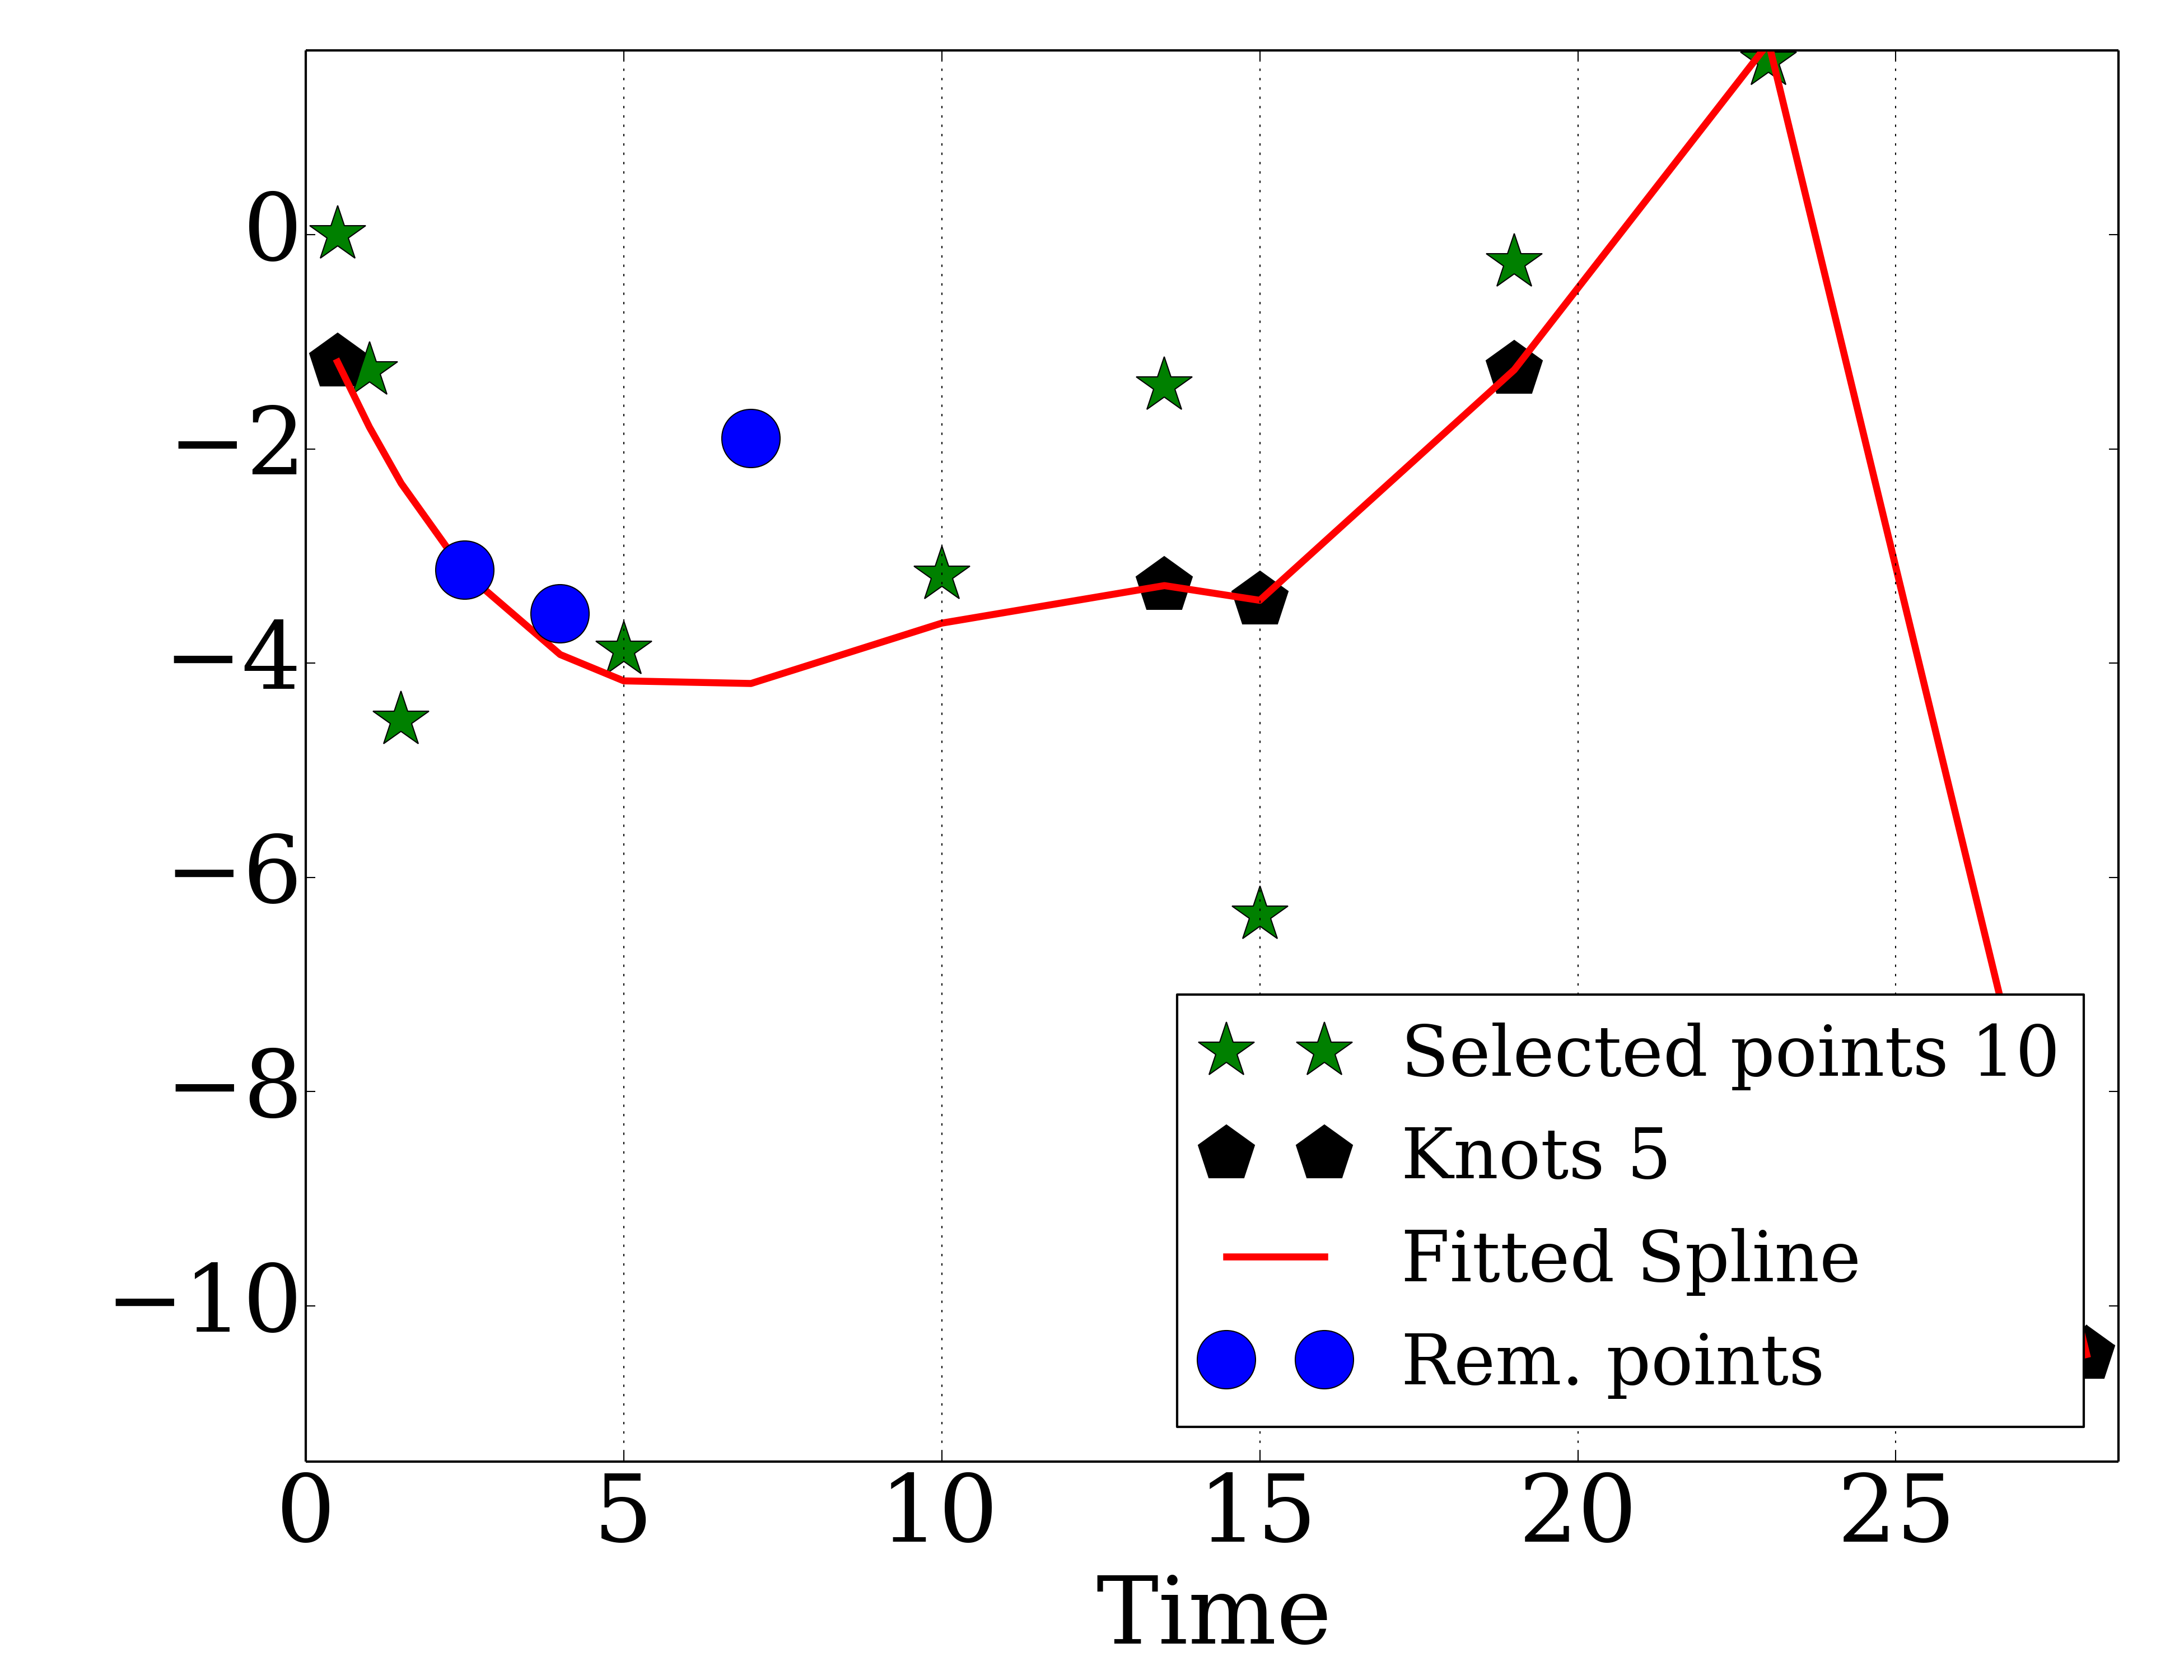 0
−2
−4
−6
−8
−10
Selected points 10
Knots 5
Fitted Spline
Rem. points
0 5 10 15 20 25
Time